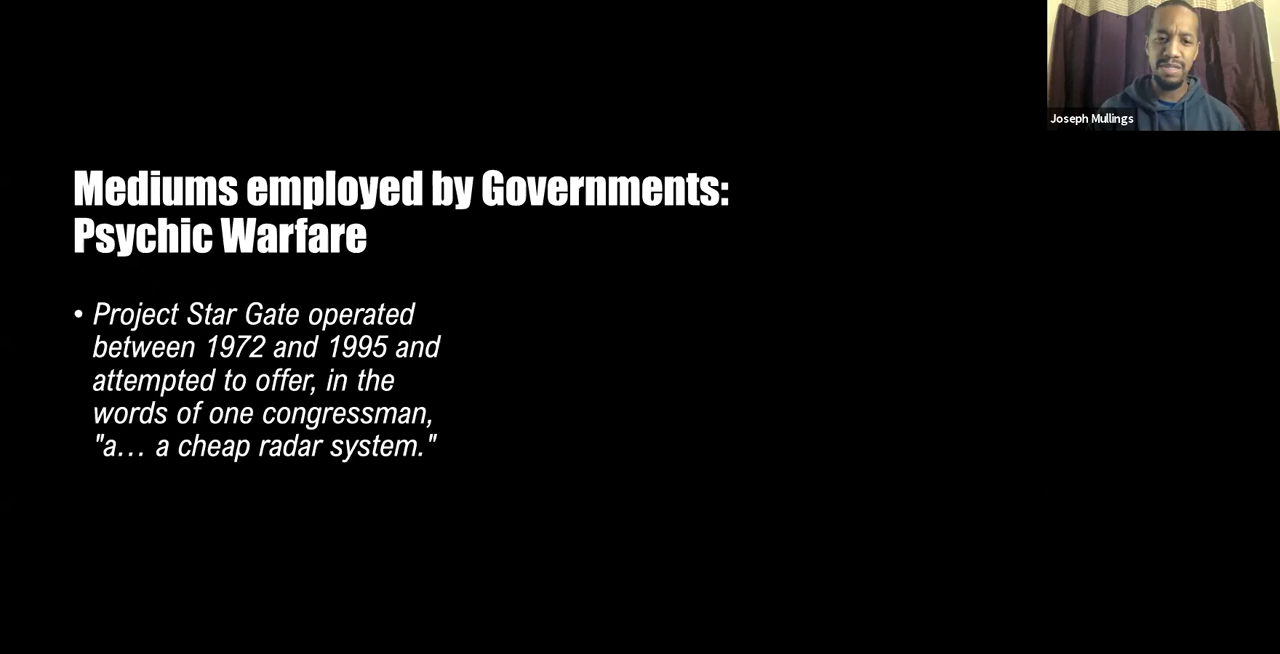 Joseph Mullings
Mediums employed by Governments:
Psychic Warfare
• Project Star Gate operated
between 1972 and 1995 and
attempted to offer, in the
words of one congressman,
"a… a cheap radar system."